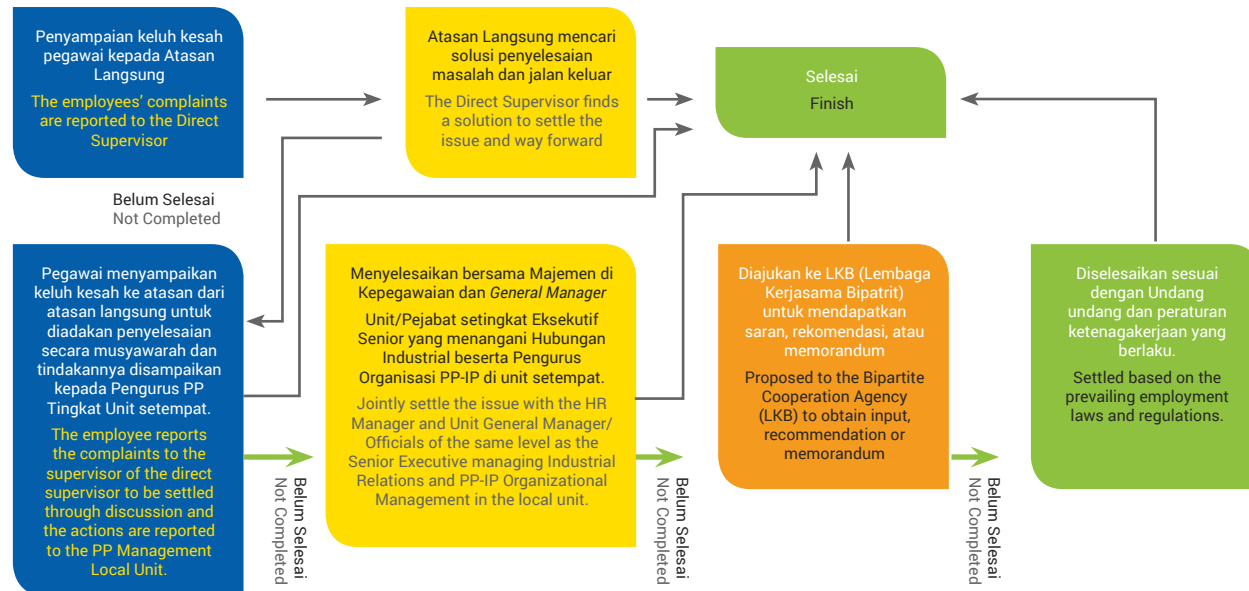 Penyampaian keluh kesah
pegawai kepada Atasan
Langsung
The employees' complaints
are reported to the Direct
Supervisor
Atasan Langsung mencari
solusi penyelesaian
masalah dan jalan keluar
The Direct Supervisor finds
a solution to settle the
issue and way forward
Selesai
Finish
Belum Selesai
Not Completed
Pegawai menyampaikan
keluh kesah ke atasan dari
atasan langsung untuk
diadakan penyelesaian
secara musyawarah dan
tindakannya disampaikan
kepada Pengurus PP
Tingkat Unit setempat.
The employee reports
the complaints to the
supervisor of the direct
supervisor to be settled
through discussion and
the actions are reported
to the PP Management
Local Unit.
Belum Selesai
Not Completed
Menyelesaikan bersama Majemen di
Kepegawaian dan General Manager
Unit/Pejabat setingkat Eksekutif
Senior yang menangani Hubungan
Industrial beserta Pengurus
Organisasi PP-IP di unit setempat.
Jointly settle the issue with the HR
Manager and Unit General Manager/
Officials of the same level as the
Senior Executive managing Industrial
Relations and PP-IP Organizational
Management in the local unit.
Belum Selesai
Not Completed
Diajukan ke LKB (Lembaga
Kerjasama Bipatrit)
untuk mendapatkan
saran, rekomendasi, atau
memorandum
Proposed to the Bipartite
Cooperation Agency
(LKB) to obtain input,
recommendation or
memorandum
Belum Selesai
Not Completed
Diselesaikan sesuai
dengan Undang
undang dan peraturan
ketenagakerjaan yang
berlaku.
Settled based on the
prevailing employment
laws and regulations.